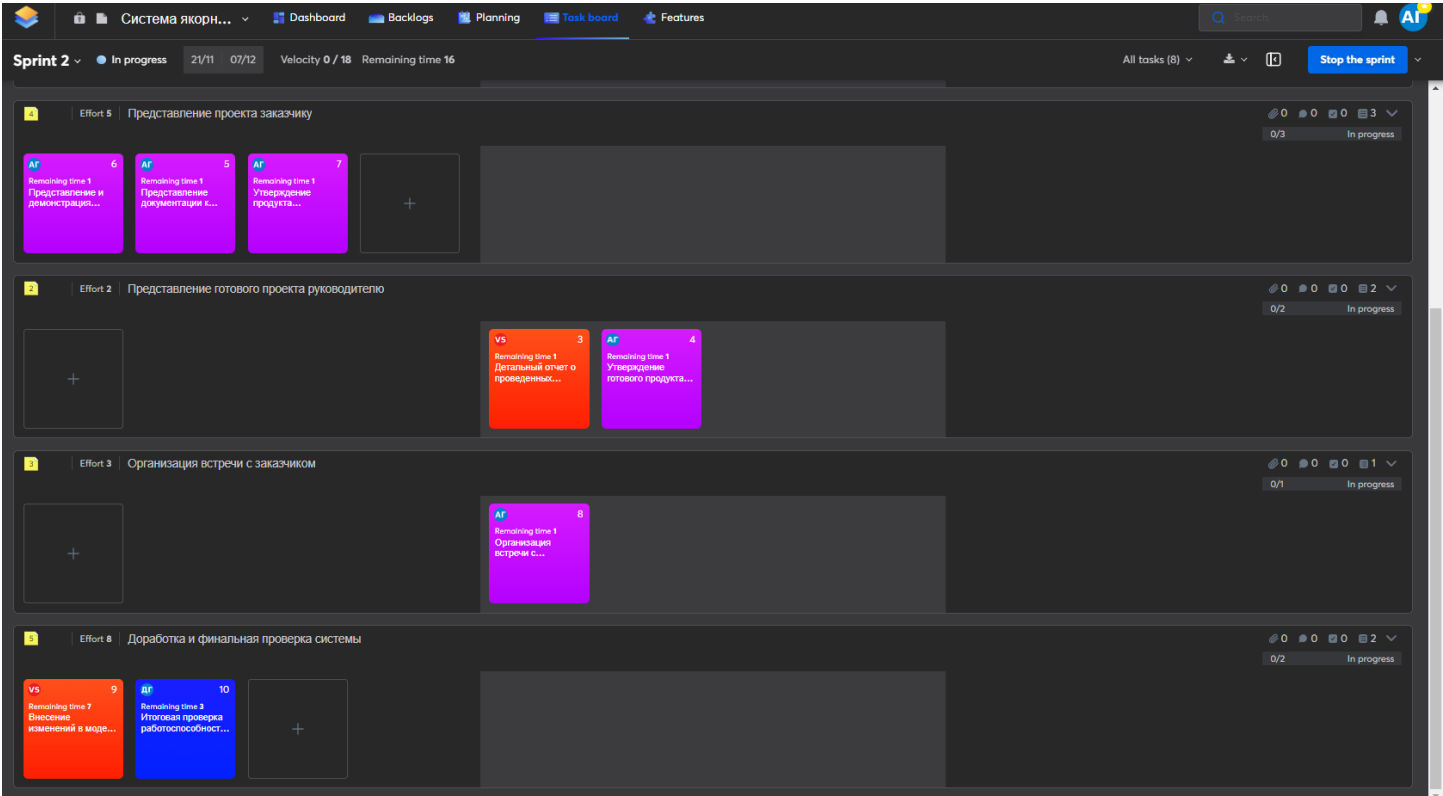 Система якорн... Dashboard Backlogs Planning Task board Features Search АГ
Sprint 2 In progress 21/11 07/12 Velocity 0 / 18 Remaining time 16 All tasks (8) Stop the sprint
4 Effort 5 Представление проекта заказчику 0 0 0 3
0/3 In progress
АГ 6
Remaining time 1
Представление и
демонстрация...
АГ 5
Remaining time 1
Представление
документации к...
АГ 7
Remaining time 1
Утверждение
продукта...
+
2 Effort 2 Представление готового проекта руководителю 0 0 0 2
0/2 In progress
+
VS 3
Remaining time 1
Детальный отчет о
проведенных...
АГ 4
Remaining time 1
Утверждение
готового продукта...
3 Effort 3 Организация встречи с заказчиком 0 0 0 1
0/1 In progress
+
АГ 8
Remaining time 1
Организация
встречи с...
5 Effort 8 Доработка и финальная проверка системы 0 0 0 2
0/2 In progress
VS 9
Remaining time 7
Внесение
изменений в моде...
ДГ 10
Remaining time 3
Итоговая проверка
работоспособност...
+